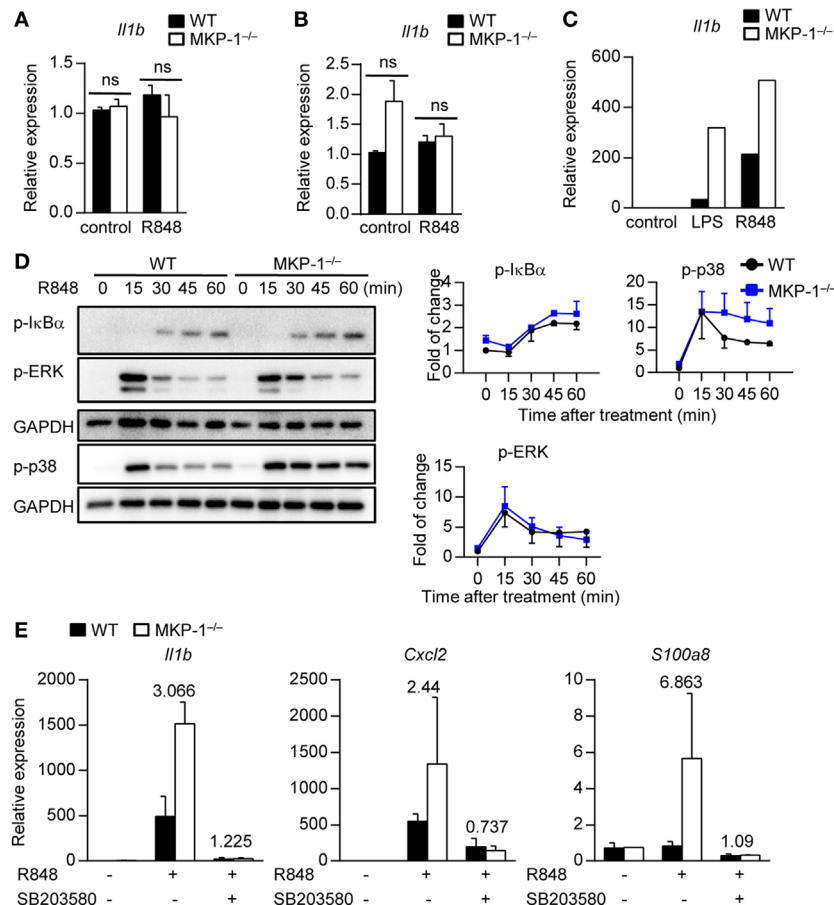 A
Il1b
WT
MKP-1–/–
Relative expression
ns
ns
1.5
1.0
0.5
0.0
control R848
B
Il1b
WT
MKP-1–/–
Relative expression
ns
ns
2.5
2.0
1.5
1.0
0.5
0.0
control R848
C
Il1b
WT
MKP-1–/–
Relative expression
600
400
200
0
control LPS R848
D
WT MKP-1–/–
R848 0 15 30 45 60 0 15 30 45 60 (min)
p-IκBα
p-ERK
GAPDH
p-p38
GAPDH
p-IκBα
Fold of change
4
3
2
1
0
0 15 30 45 60
Time after treatment (min)
p-p38
WT
MKP-1–/–
20
15
10
5
0
0 15 30 45 60
Time after treatment (min)
p-ERK
Fold of change
15
10
5
0
0 15 30 45 60
Time after treatment (min)
E
WT MKP-1–/–
Il1b
Relative expression
2000
1500
1000
500
0
3.066
1.225
R848 - + +
SB203580 - - +
Cxcl2
2500
2000
1500
1000
500
0
2.44
0.737
R848 - + +
SB203580 - - +
S100a8
10
8
6
4
2
0
6.863
1.09
R848 - + +
SB203580 - - +